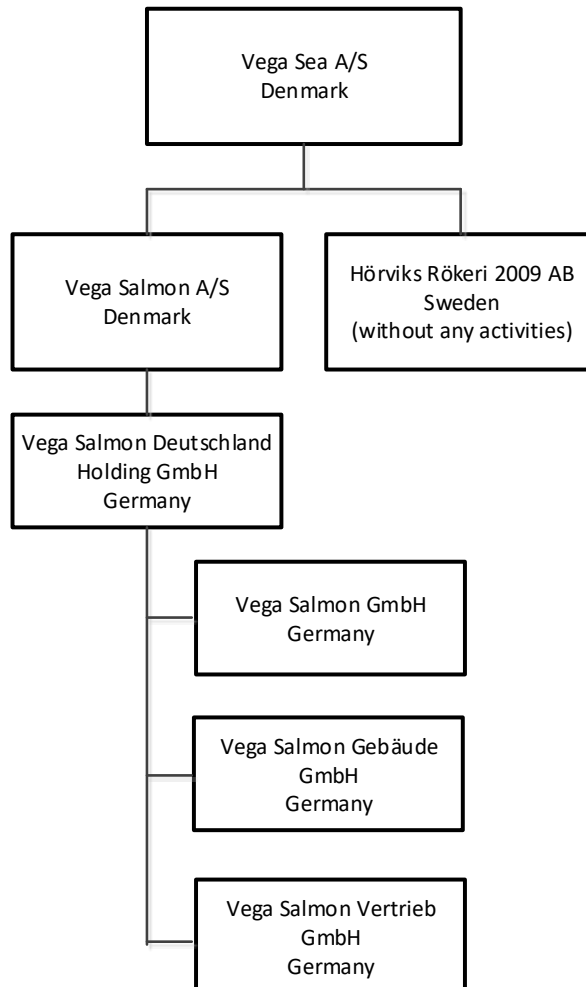 Vega Sea A/S
Denmark
Vega Salmon A/S
Denmark
Hörviks Rökeri 2009 AB
Sweden
(without any activities)
Vega Salmon Deutschland
Holding GmbH
Germany
Vega Salmon GmbH
Germany
Vega Salmon Gebäude
GmbH
Germany
Vega Salmon Vertrieb
GmbH
Germany